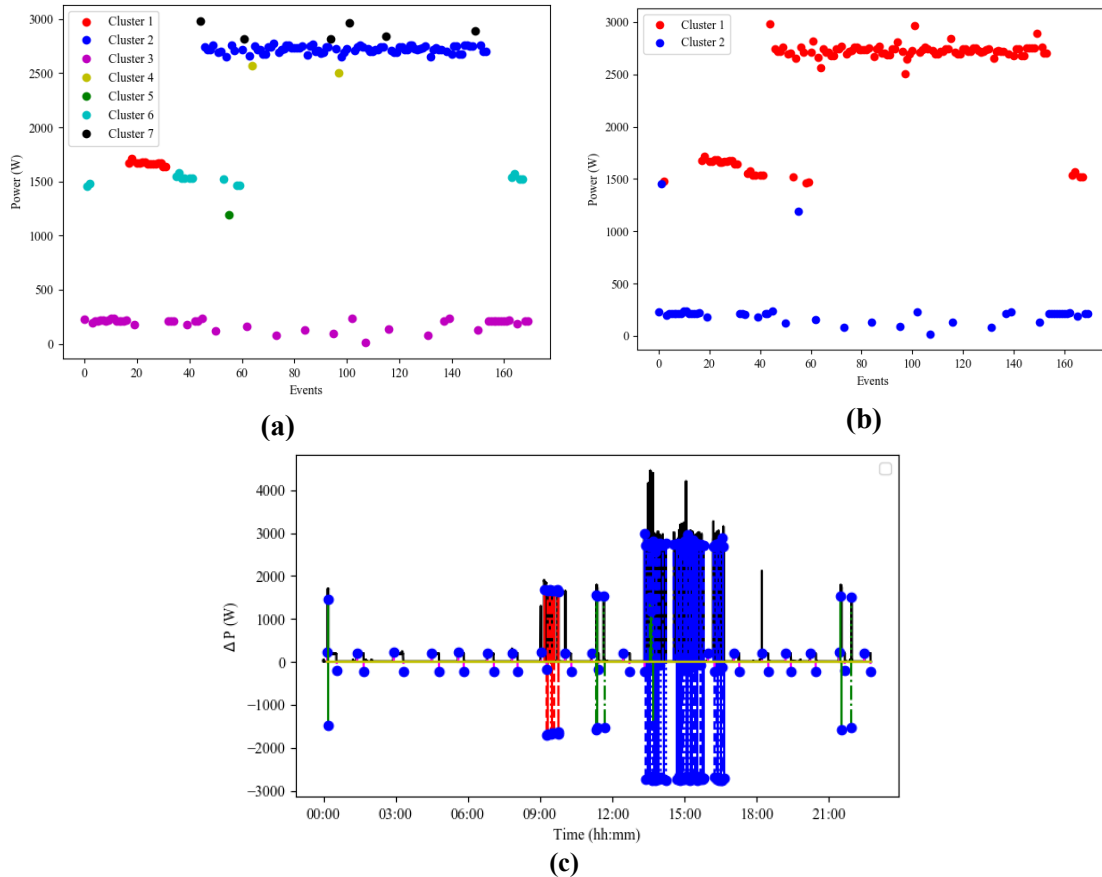 3000
2500
2000
1500
1000
500
0
Power (W)
Cluster 1
Cluster 2
Cluster 3
Cluster 4
Cluster 5
Cluster 6
Cluster 7
0 20 40 60 80 100 120 140 160
Events
(a)
3000
2500
2000
1500
1000
500
0
Power (W)
Cluster 1
Cluster 2
0 20 40 60 80 100 120 140 160
Events
(b)
4000
3000
2000
1000
0
−1000
−2000
−3000
Δ P (W)
00:00 03:00 06:00 09:00 12:00 15:00 18:00 21:00
Time (hh:mm)
(c)